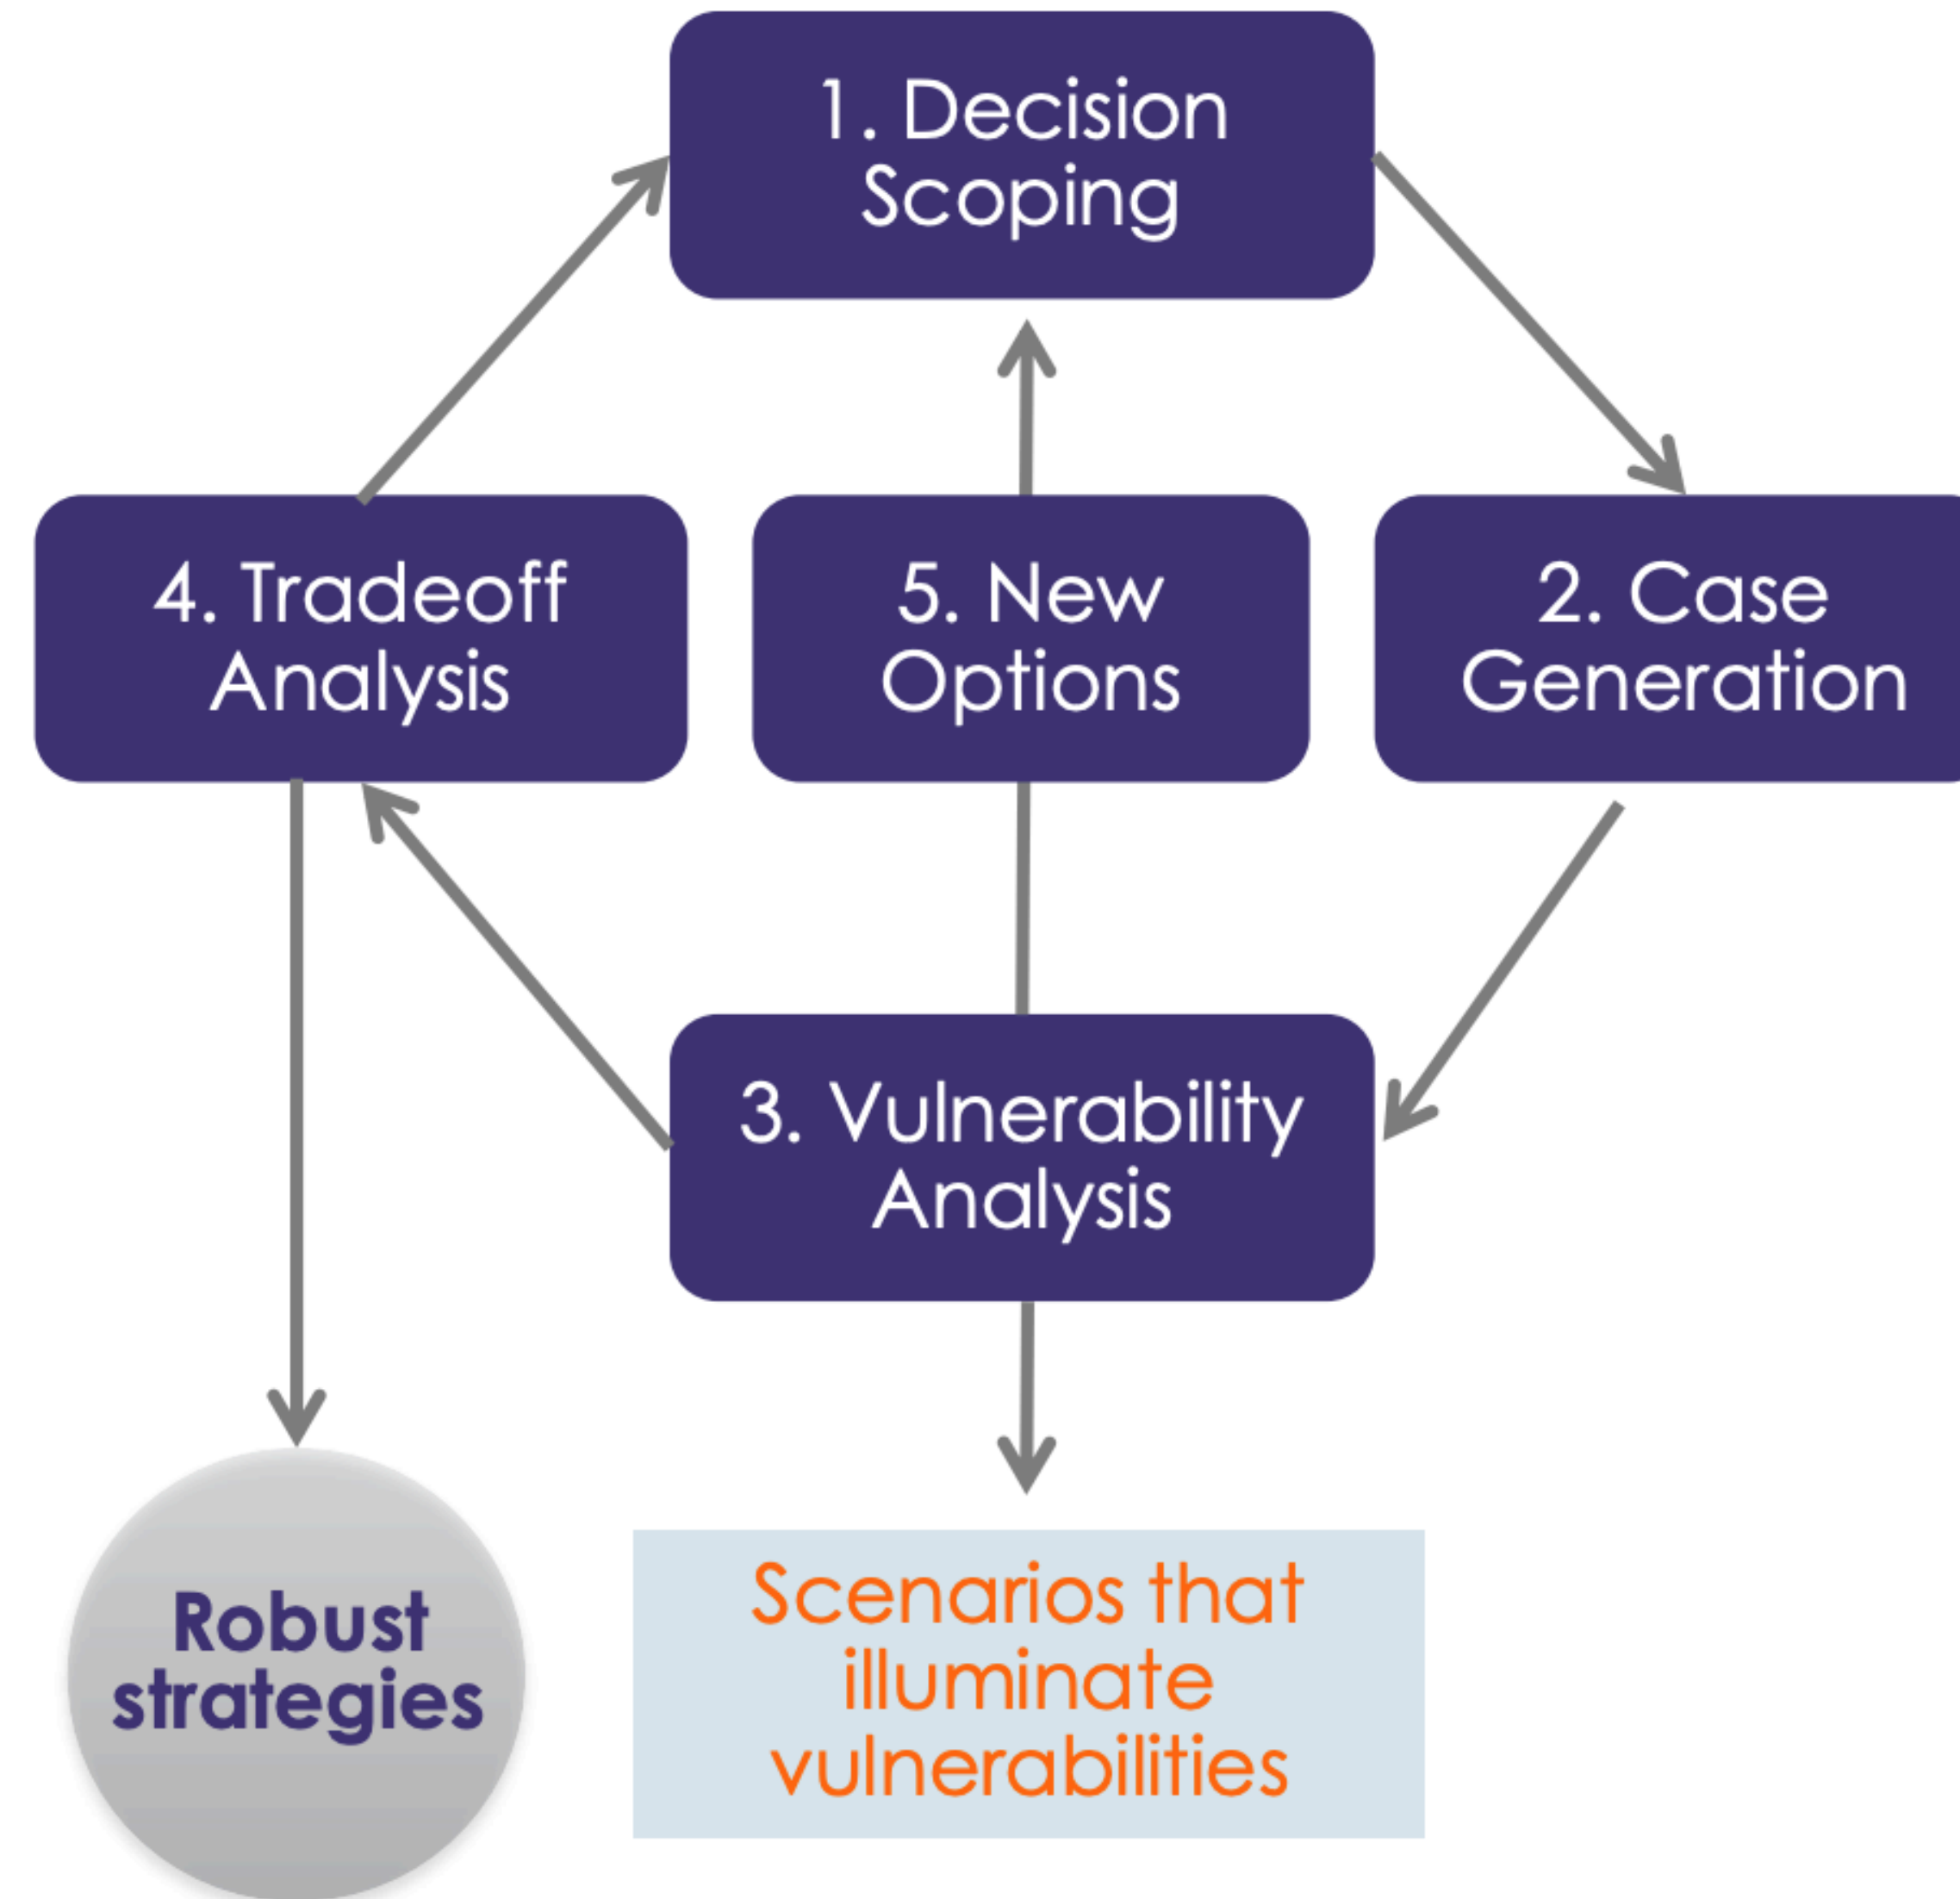 1. Decision
Scoping
4. Tradeoff
Analysis
5. New
Options
2. Case
Generation
3. Vulnerability
Analysis
Robust
strategies
Scenarios that
illuminate
vulnerabilities